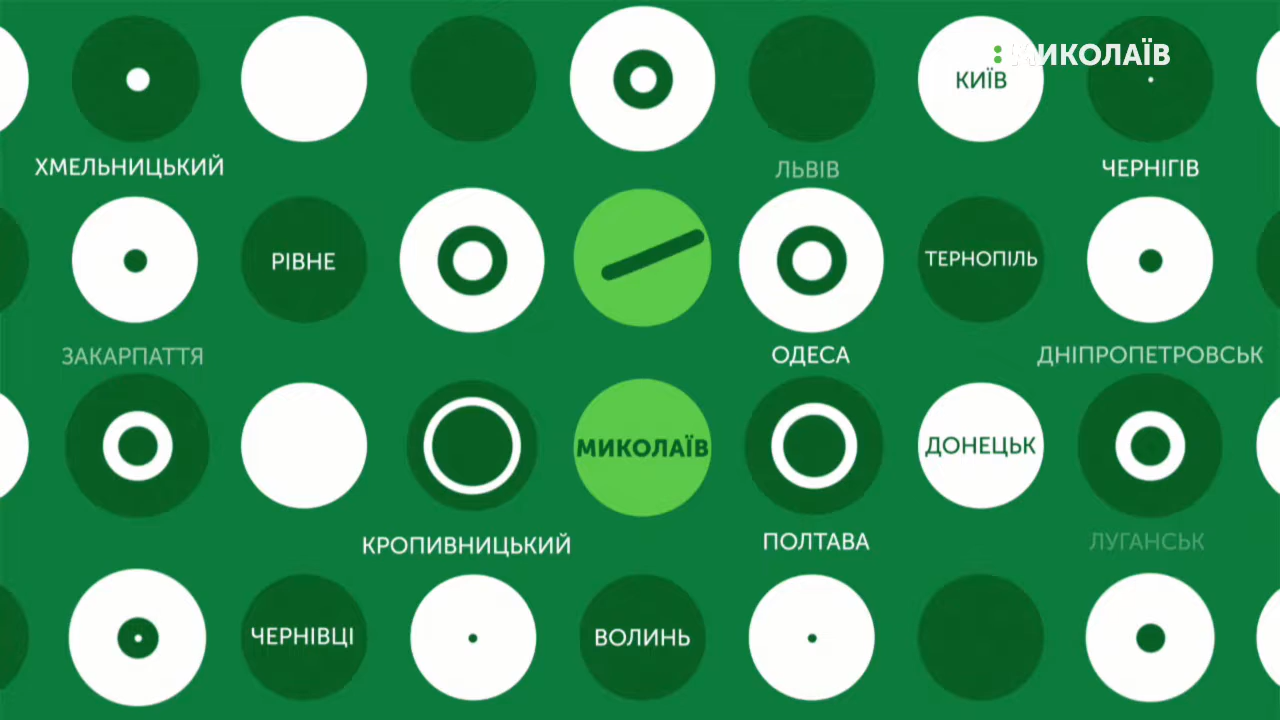 :МИКОЛАЇВ
КИЇВ
ХМЕЛЬНИЦЬКИЙ
ЛЬВІВ
ЧЕРНІГІВ
РІВНЕ
ТЕРНОПІЛЬ
ЗАКАРПАТТЯ
ОДЕСА
ДНІПРОПЕТРОВСЬК
МИКОЛАЇВ
ДОНЕЦЬК
КРОПИВНИЦЬКИЙ
ПОЛТАВА
ЛУГАНСЬК
ЧЕРНІВЦІ
ВОЛИНЬ